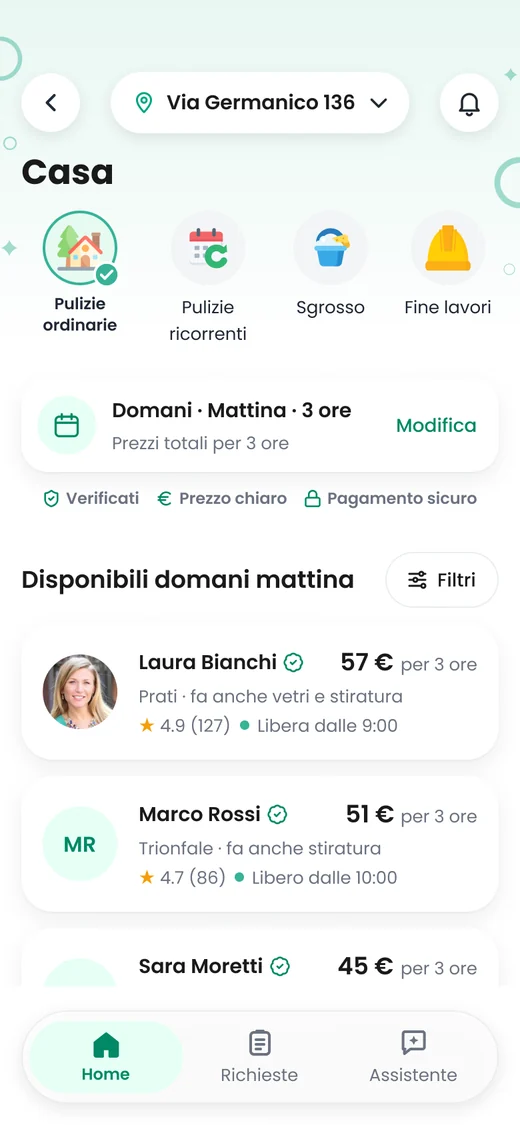 Via Germanico 136
Casa
Pulizie
ordinarie
Pulizie
ricorrenti
Sgrosso
Fine lavori
Domani · Mattina · 3 ore
Prezzi totali per 3 ore
Modifica
Verificati
Prezzo chiaro
Pagamento sicuro
Disponibili domani mattina
Filtri
Laura Bianchi
57 € per 3 ore
Prati · fa anche vetri e stiratura
4.9 (127)
Libera dalle 9:00
MR
Marco Rossi
51 € per 3 ore
Trionfale · fa anche stiratura
4.7 (86)
Libero dalle 10:00
Sara Moretti
45 € per 3 ore
Home
Richieste
Assistente